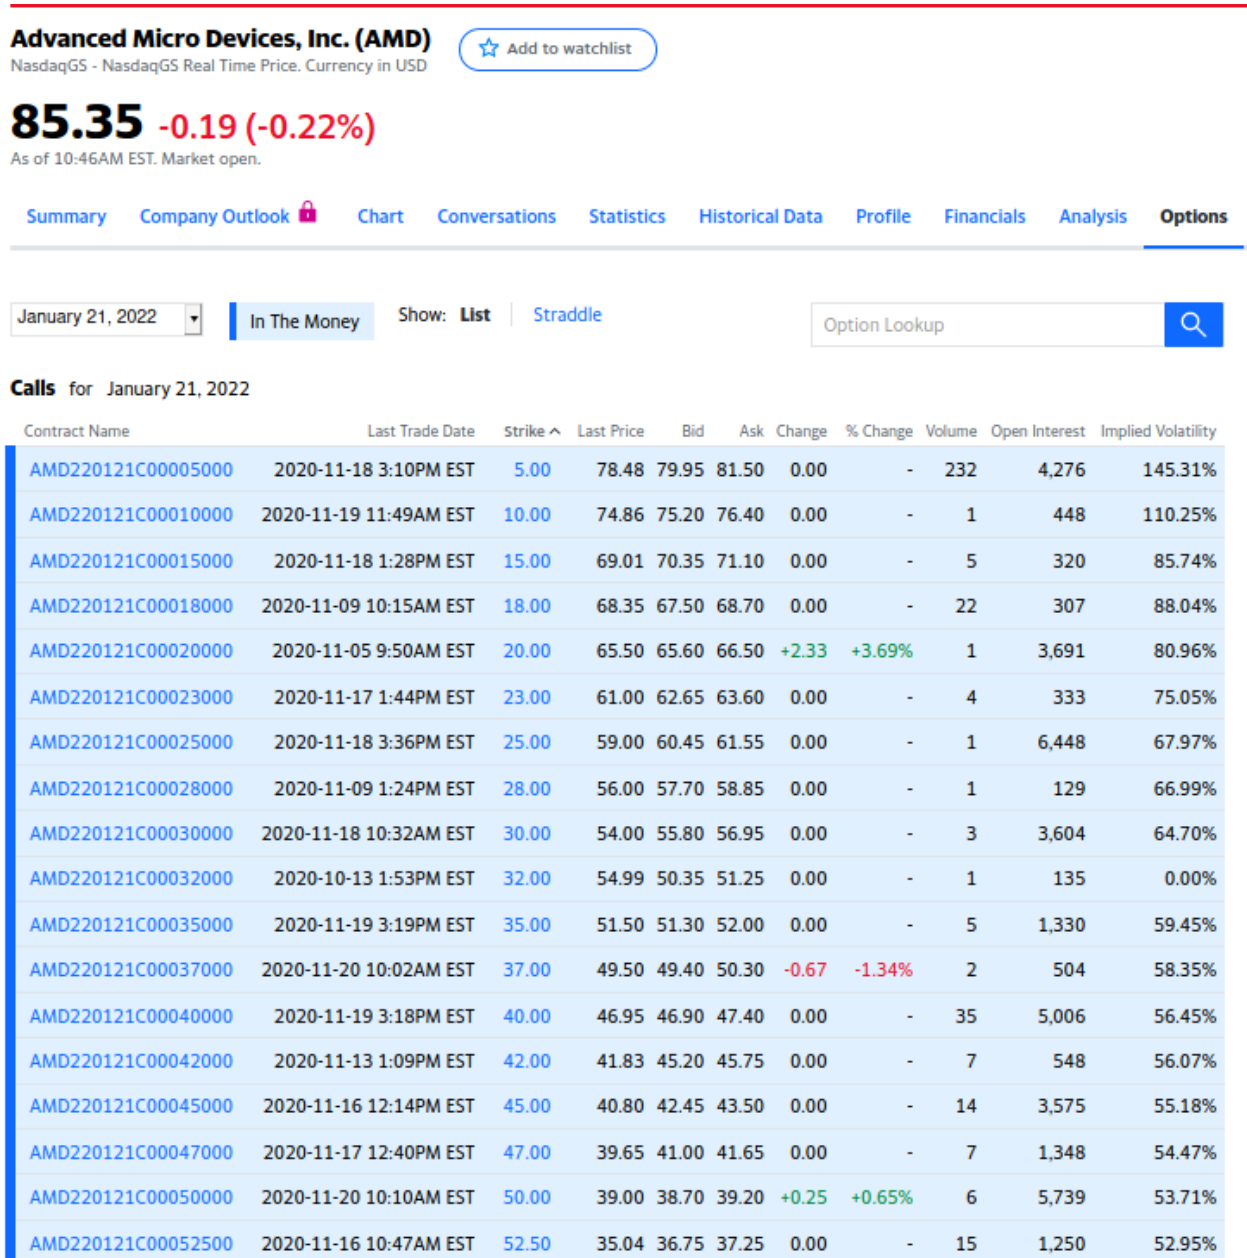 Advanced Micro Devices, Inc. (AMD)
Add to watchlist
NasdaqGS - NasdaqGS Real Time Price. Currency in USD
85.35 -0.19 (-0.22%)
As of 10:46AM EST. Market open.
Summary Company Outlook Chart Conversations Statistics Historical Data Profile Financials Analysis Options
January 21, 2022 In The Money Show: List Straddle Option Lookup
Calls for January 21, 2022
Contract Name Last Trade Date Strike Last Price Bid Ask Change % Change Volume Open Interest Implied Volatility
AMD220121C00005000 2020-11-18 3:10PM EST 5.00 78.48 79.95 81.50 0.00 - 232 4,276 145.31%
AMD220121C00010000 2020-11-19 11:49AM EST 10.00 74.86 75.20 76.40 0.00 - 1 448 110.25%
AMD220121C00015000 2020-11-18 1:28PM EST 15.00 69.01 70.35 71.10 0.00 - 5 320 85.74%
AMD220121C00018000 2020-11-09 10:15AM EST 18.00 68.35 67.50 68.70 0.00 - 22 307 88.04%
AMD220121C00020000 2020-11-05 9:50AM EST 20.00 65.50 65.60 66.50 +2.33 +3.69% 1 3,691 80.96%
AMD220121C00023000 2020-11-17 1:44PM EST 23.00 61.00 62.65 63.60 0.00 - 4 333 75.05%
AMD220121C00025000 2020-11-18 3:36PM EST 25.00 59.00 60.45 61.55 0.00 - 1 6,448 67.97%
AMD220121C00028000 2020-11-09 1:24PM EST 28.00 56.00 57.70 58.85 0.00 - 1 129 66.99%
AMD220121C00030000 2020-11-18 10:32AM EST 30.00 54.00 55.80 56.95 0.00 - 3 3,604 64.70%
AMD220121C00032000 2020-10-13 1:53PM EST 32.00 54.99 50.35 51.25 0.00 - 1 135 0.00%
AMD220121C00035000 2020-11-19 3:19PM EST 35.00 51.50 51.30 52.00 0.00 - 5 1,330 59.45%
AMD220121C00037000 2020-11-20 10:02AM EST 37.00 49.50 49.40 50.30 -0.67 -1.34% 2 504 58.35%
AMD220121C00040000 2020-11-19 3:18PM EST 40.00 46.95 46.90 47.40 0.00 - 35 5,006 56.45%
AMD220121C00042000 2020-11-13 1:09PM EST 42.00 41.83 45.20 45.75 0.00 - 7 548 56.07%
AMD220121C00045000 2020-11-16 12:14PM EST 45.00 40.80 42.45 43.50 0.00 - 14 3,575 55.18%
AMD220121C00047000 2020-11-17 12:40PM EST 47.00 39.65 41.00 41.65 0.00 - 7 1,348 54.47%
AMD220121C00050000 2020-11-20 10:10AM EST 50.00 39.00 38.70 39.20 +0.25 +0.65% 6 5,739 53.71%
AMD220121C00052500 2020-11-16 10:47AM EST 52.50 35.04 36.75 37.25 0.00 - 15 1,250 52.95%